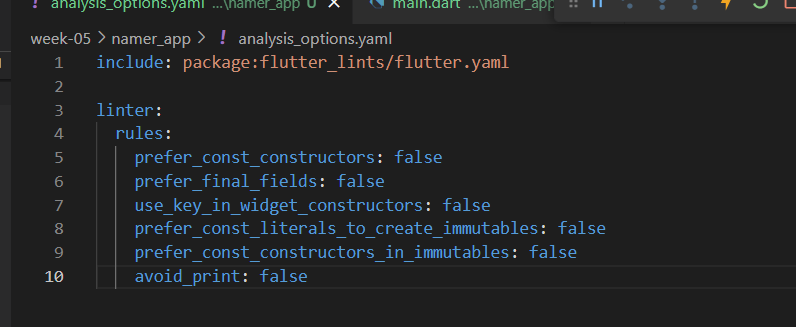 analysis_options.yaml ...\namer_app U X main.dart ...\namer_app
week-05 > namer_app > ! analysis_options.yaml
1 include: package:flutter_lints/flutter.yaml
2
3 linter:
4 rules:
5 prefer_const_constructors: false
6 prefer_final_fields: false
7 use_key_in_widget_constructors: false
8 prefer_const_literals_to_create_immutables: false
9 prefer_const_constructors_in_immutables: false
10 avoid_print: false